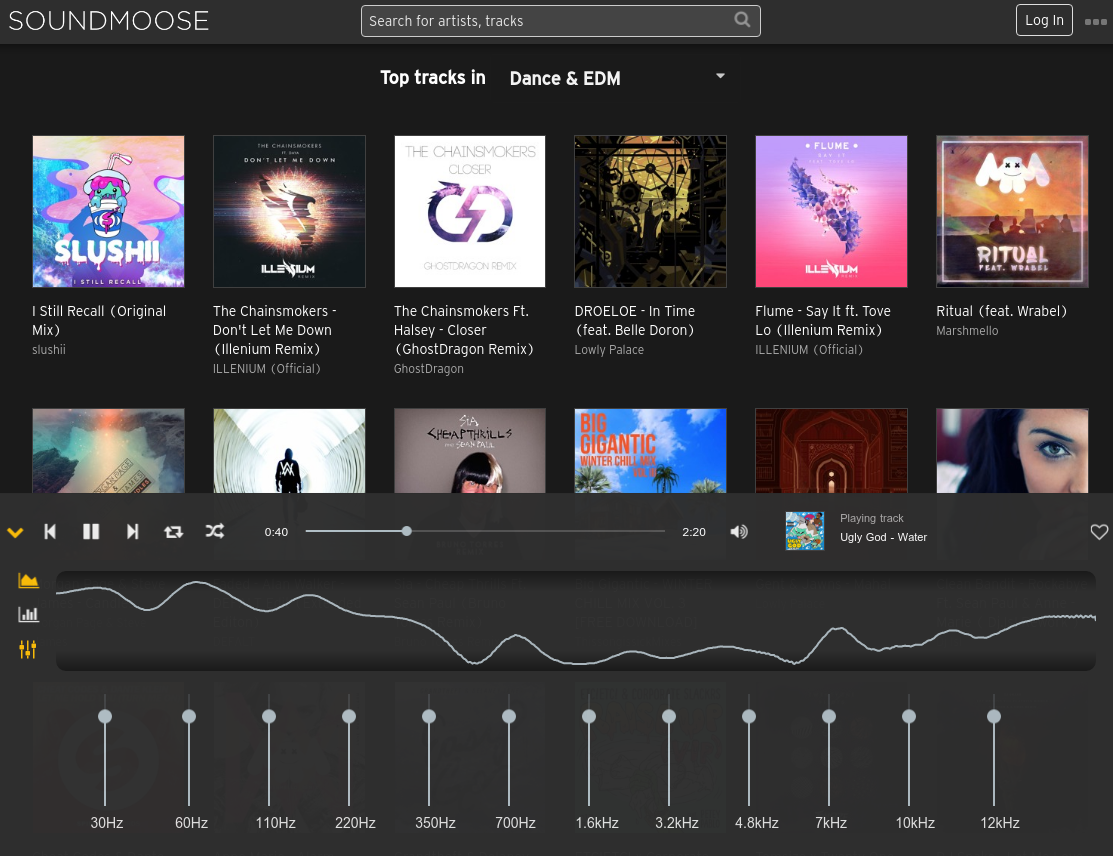 SOUNDMOOSE
Search for artists, tracks
Log In
Top tracks in Dance & EDM
THE CHAINSMOKERS
DON'T LET ME DOWN
ILLENIUM
REMIX
THE CHAINSMOKERS
CLOSER
GHOSTDRAGON REMIX
• FLUME •
SAY IT
ILLENIUM
REMIX
SLUSHII
I STILL RECALL
RITUAL
FEAT. WRABEL
I Still Recall (Original
Mix)
slushii
The Chainsmokers -
Don't Let Me Down
(Illenium Remix)
ILLENIUM (Official)
The Chainsmokers Ft.
Halsey - Closer
(GhostDragon Remix)
GhostDragon
DROELOE - In Time
(feat. Belle Doron)
Lowly Palace
Flume - Say It ft. Tove
Lo (Illenium Remix)
ILLENIUM (Official)
Ritual (feat. Wrabel)
Marshmello
SIA
CHEAP THRILLS
FEAT. SEAN PAUL
BIG
GIGANTIC
WINTER CHILL MIX
0:40
2:20
Playing track
Ugly God - Water
30Hz
60Hz
110Hz
220Hz
350Hz
700Hz
1.6kHz
3.2kHz
4.8kHz
7kHz
10kHz
12kHz